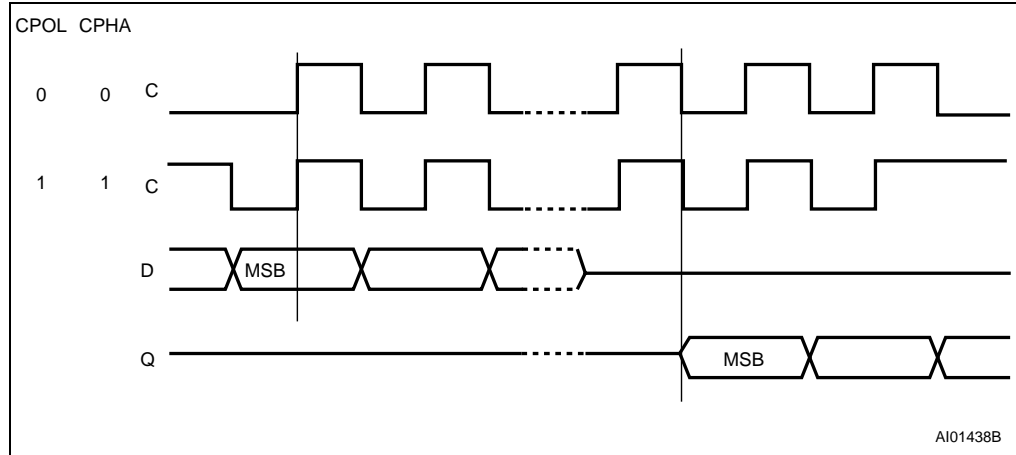 CPOL CPHA
0 0 C
1 1 C
D MSB
Q MSB
AI01438B